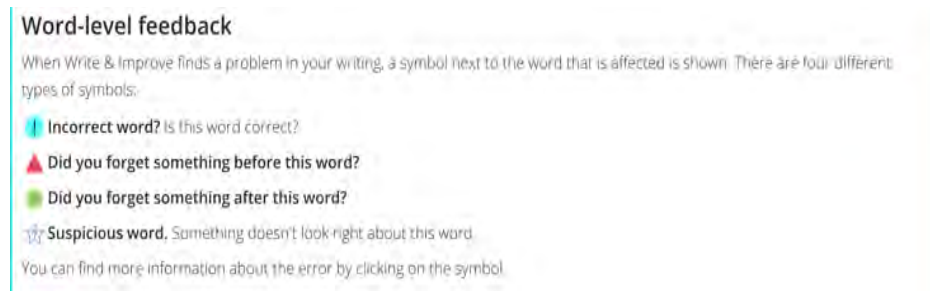 Word-level feedback
When Write & Improve finds a problem in your writing, a symbol next to the word that is affected is shown. There are four different
types of symbols:
! Incorrect word? Is this word correct?
Did you forget something before this word?
Did you forget something after this word?
Suspicious word. Something doesn't look right about this word.
You can find more information about the error by clicking on the symbol.